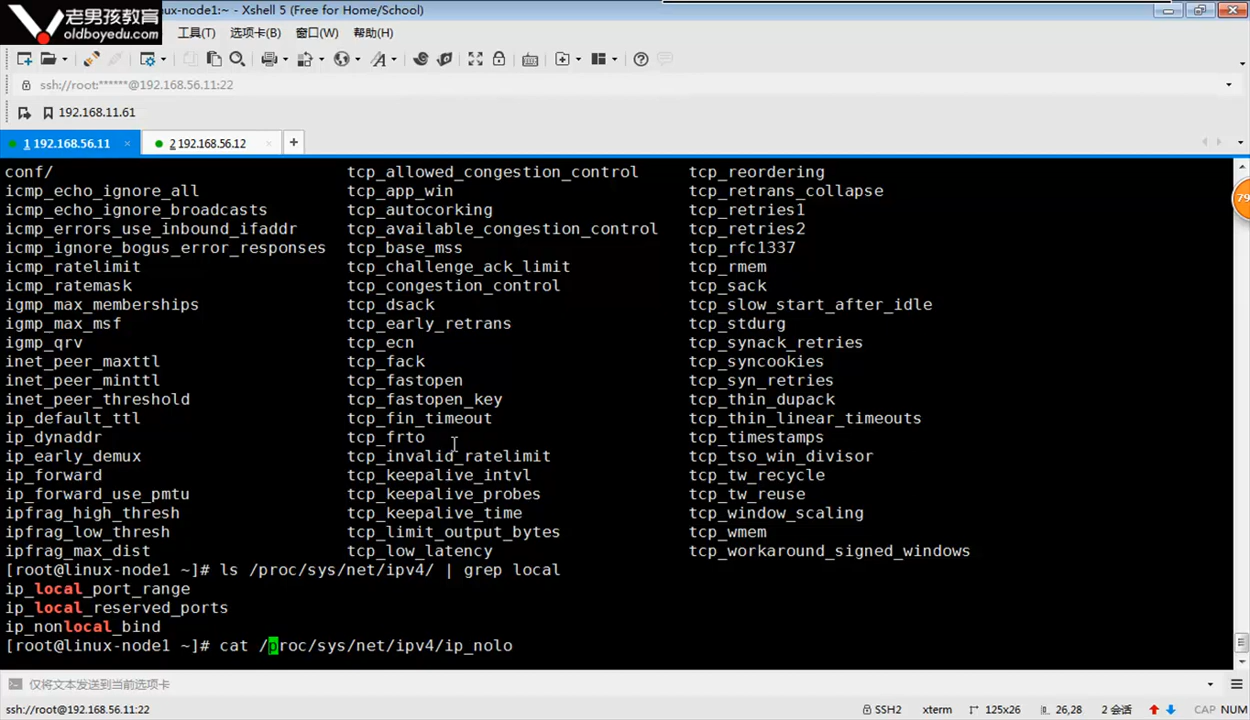 老男孩教育
oldboyedu.com
linux-node1:~ - Xshell 5 (Free for Home/School)
工具(T) 选项卡(B) 窗口(W) 帮助(H)
ssh://root:******@192.168.56.11:22
192.168.11.61
1 192.168.56.11 × 2 192.168.56.12 × +
79
conf/ tcp_allowed_congestion_control tcp_reordering
icmp_echo_ignore_all tcp_app_win tcp_retrans_collapse
icmp_echo_ignore_broadcasts tcp_autocorking tcp_retries1
icmp_errors_use_inbound_ifaddr tcp_available_congestion_control tcp_retries2
icmp_ignore_bogus_error_responses tcp_base_mss tcp_rfc1337
icmp_ratelimit tcp_challenge_ack_limit tcp_rmem
icmp_ratemask tcp_congestion_control tcp_sack
igmp_max_memberships tcp_dsack tcp_slow_start_after_idle
igmp_max_msf tcp_early_retrans tcp_stdurg
igmp_qrv tcp_ecn tcp_synack_retries
inet_peer_maxttl tcp_fack tcp_syncookies
inet_peer_minttl tcp_fastopen tcp_syn_retries
inet_peer_threshold tcp_fastopen_key tcp_thin_dupack
ip_default_ttl tcp_fin_timeout tcp_thin_linear_timeouts
ip_dynaddr tcp_frto tcp_timestamps
ip_early_demux tcp_invalid_ratelimit tcp_tso_win_divisor
ip_forward tcp_keepalive_intvl tcp_tw_recycle
ip_forward_use_pmtu tcp_keepalive_probes tcp_tw_reuse
ipfrag_high_thresh tcp_keepalive_time tcp_window_scaling
ipfrag_low_thresh tcp_limit_output_bytes tcp_wmem
ipfrag_max_dist tcp_low_latency tcp_workaround_signed_windows
[root@linux-node1 ~]# ls /proc/sys/net/ipv4/ | grep local
ip_local_port_range
ip_local_reserved_ports
ip_nonlocal_bind
[root@linux-node1 ~]# cat /proc/sys/net/ipv4/ip_nolo
仅将文本发送到当前选项卡
ssh://root@192.168.56.11:22 SSH2 xterm 125x26 26,28 2 会话 CAP NUM